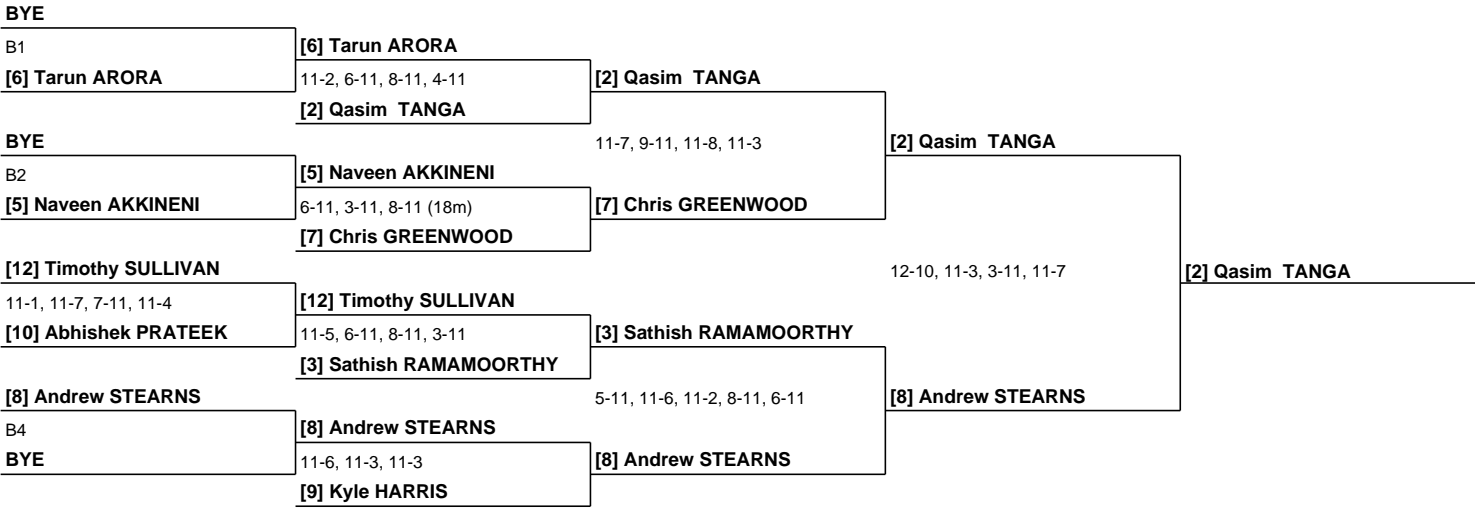 BYE
B1
[6] Tarun ARORA
[6] Tarun ARORA
11-2, 6-11, 8-11, 4-11
[2] Qasim TANGA
[2] Qasim TANGA
BYE
B2
[5] Naveen AKKINENI
[5] Naveen AKKINENI
6-11, 3-11, 8-11 (18m)
[7] Chris GREENWOOD
11-7, 9-11, 11-8, 11-3
[7] Chris GREENWOOD
[2] Qasim TANGA
[12] Timothy SULLIVAN
11-1, 11-7, 7-11, 11-4
[10] Abhishek PRATEEK
[12] Timothy SULLIVAN
11-5, 6-11, 8-11, 3-11
[3] Sathish RAMAMOORTHY
[3] Sathish RAMAMOORTHY
[8] Andrew STEARNS
B4
BYE
[8] Andrew STEARNS
11-6, 11-3, 11-3
[9] Kyle HARRIS
5-11, 11-6, 11-2, 8-11, 6-11
[8] Andrew STEARNS
12-10, 11-3, 3-11, 11-7
[8] Andrew STEARNS
[2] Qasim TANGA